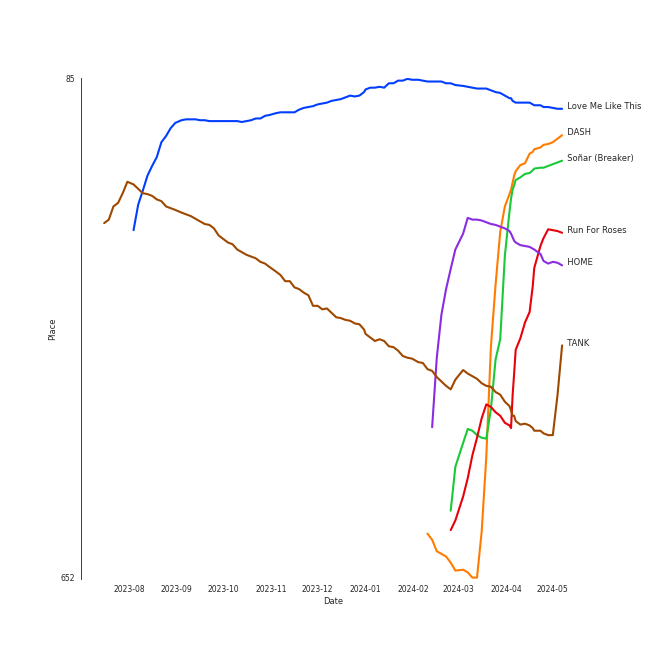 85
Love Me Like This
DASH
Soñar (Breaker)
Run For Roses
HOME
Place
TANK
652
2023-08 2023-09 2023-10 2023-11 2023-12 2024-01 2024-02 2024-03 2024-04 2024-05
Date